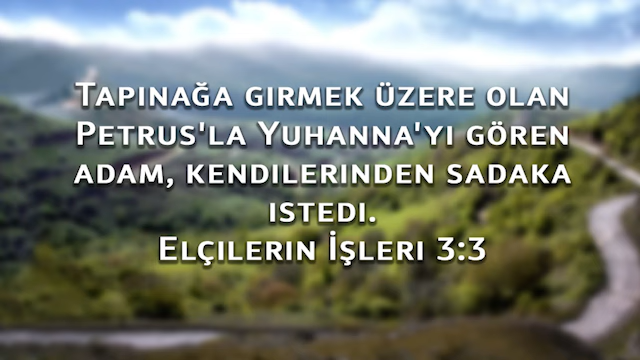 Tapınağa girmek üzere olan
Petrus'la Yuhanna'yı gören
adam, kendilerinden sadaka
istedi.
Elçilerin İşleri 3:3